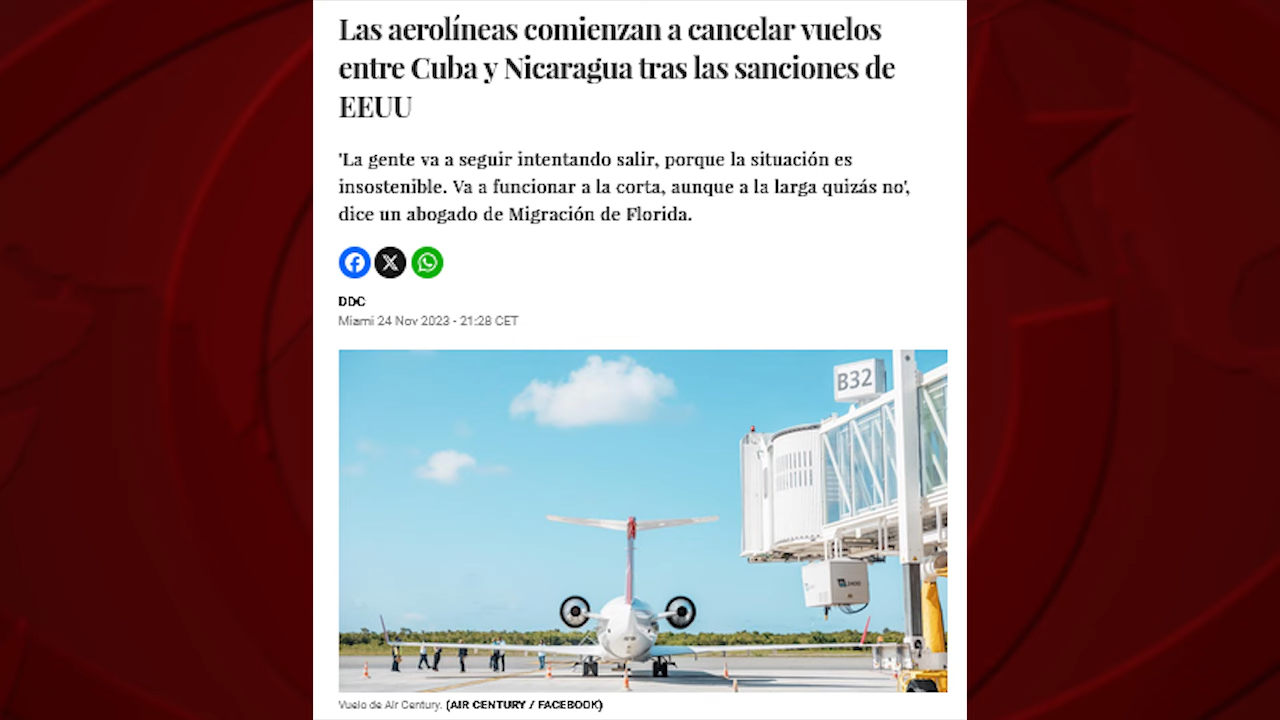 Las aerolíneas comienzan a cancelar vuelos
entre Cuba y Nicaragua tras las sanciones de
EEUU
'La gente va a seguir intentando salir, porque la situación es
insostenible. Va a funcionar a la corta, aunque a la larga quizás no',
dice un abogado de Migración de Florida.
DDC
Miami 24 Nov 2023 - 21:28 CET
B32
Vuelo de Air Century. (AIR CENTURY / FACEBOOK)